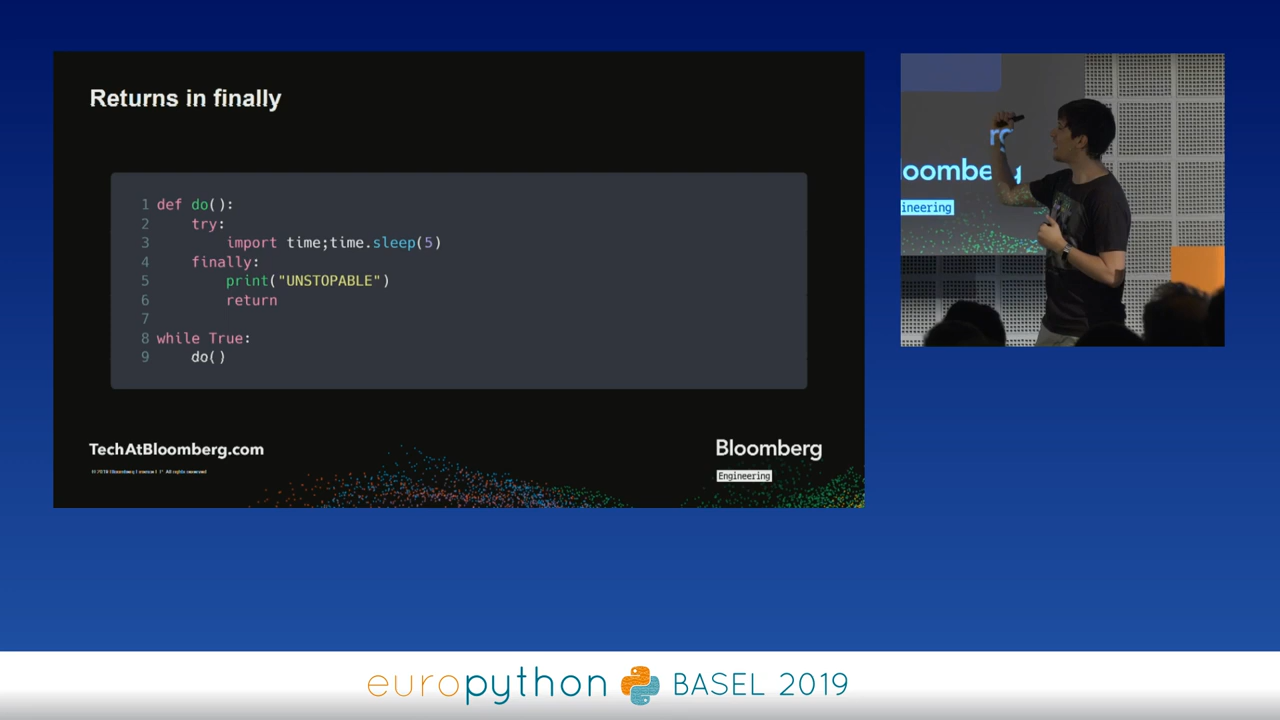 Returns in finally
1 def do():
2 try:
3 import time;time.sleep(5)
4 finally:
5 print("UNSTOPABLE")
6 return
7
8 while True:
9 do()
TechAtBloomberg.com
Bloomberg
Engineering
loombe g
ineering
europython BASEL 2019